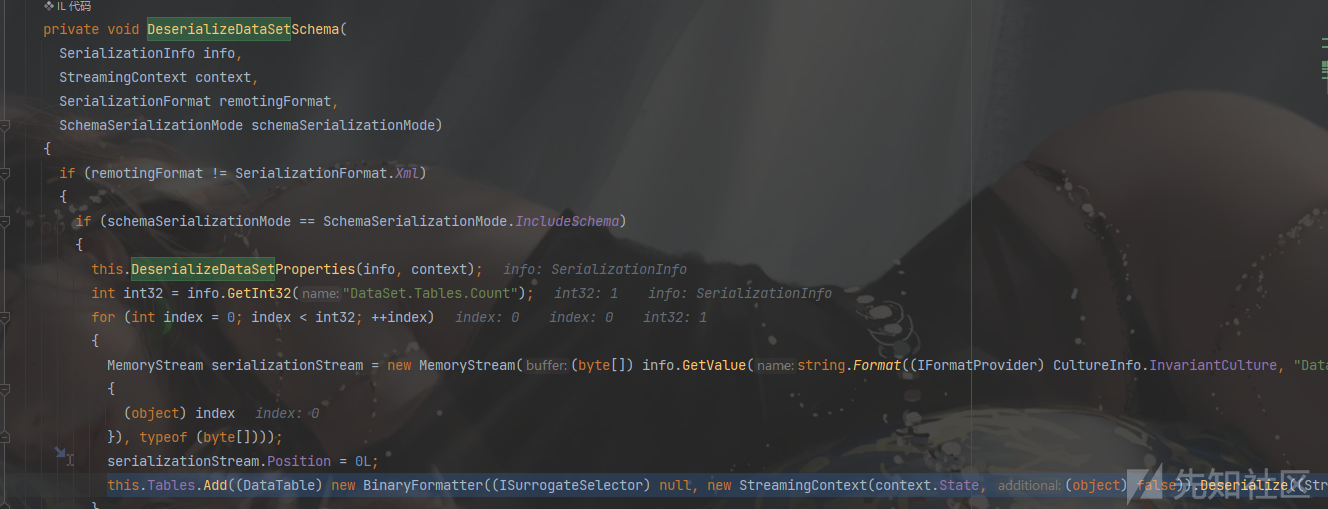 IL 代码
private void DeserializeDataSetSchema(
SerializationInfo info,
StreamingContext context,
SerializationFormat remotingFormat,
SchemaSerializationMode schemaSerializationMode)
{
if (remotingFormat != SerializationFormat.Xml)
{
if (schemaSerializationMode == SchemaSerializationMode.IncludeSchema)
{
this.DeserializeDataSetProperties(info, context); info: SerializationInfo
int int32 = info.GetInt32( name: "DataSet.Tables.Count"); int32: 1 info: SerializationInfo
for (int index = 0; index < int32; ++index) index: 0 index: 0 int32: 1
{
MemoryStream serializationStream = new MemoryStream( buffer: (byte[]) info.GetValue( name: string.Format((IFormatProvider) CultureInfo.InvariantCulture, "Dat
{
(object) index index: 0
}), typeof (byte[])));
serializationStream.Position = 0L;
this.Tables.Add((DataTable) new BinaryFormatter((ISurrogateSelector) null, new StreamingContext(context.State, additional: (object) false)).Deserialize((Str
}
先知社区